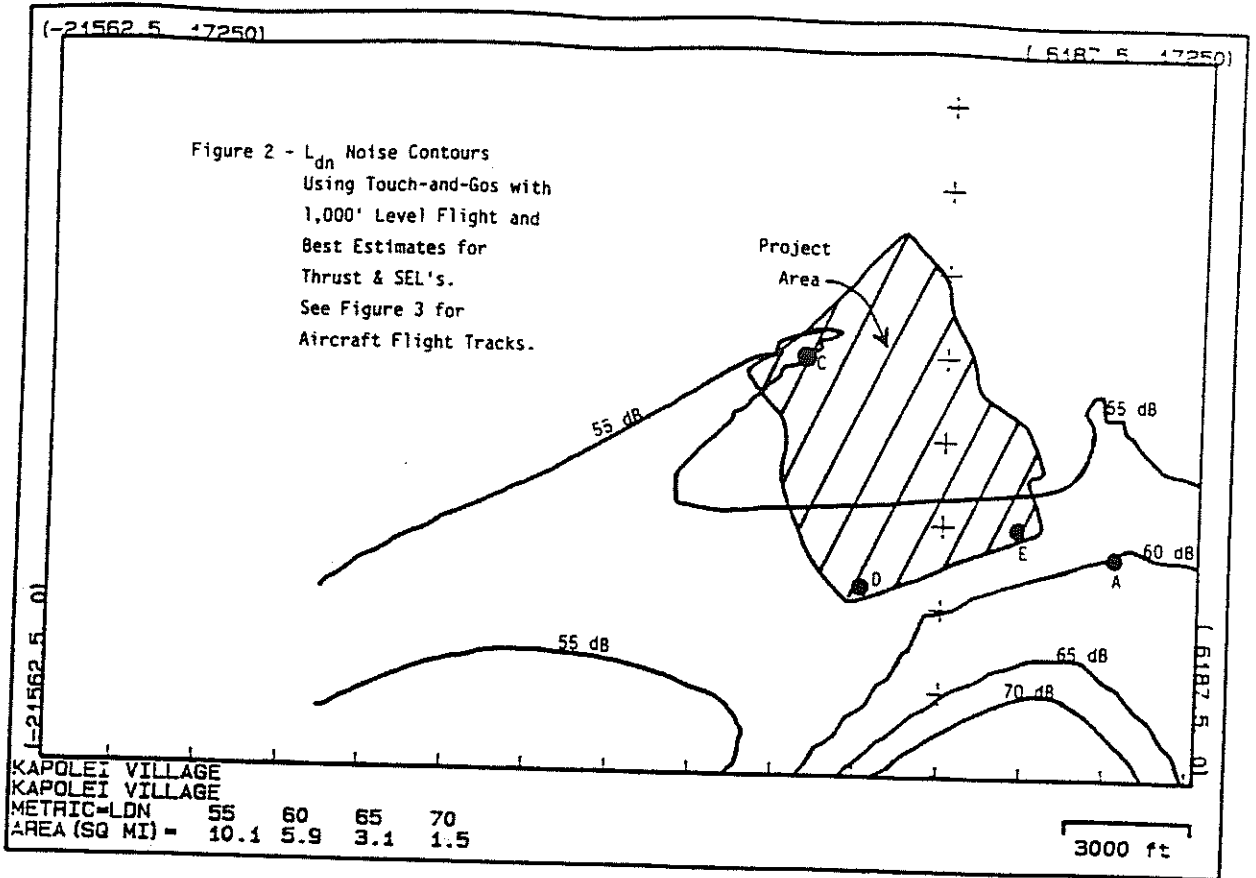 (-21562.5 17250)
(6187.5 17250)
Figure 2 - Ldn Noise Contours
Using Touch-and-Gos with
1,000' Level Flight and
Best Estimates for
Thrust & SEL's.
See Figure 3 for
Aircraft Flight Tracks.
Project
Area
C
55 dB
55 dB
E
60 dB
A
D
55 dB
65 dB
70 dB
(-21562.5 0)
(6187.5 0)
KAPOLEI VILLAGE
KAPOLEI VILLAGE
METRIC=LDN 55 60 65 70
AREA (SQ MI) = 10.1 5.9 3.1 1.5
3000 ft